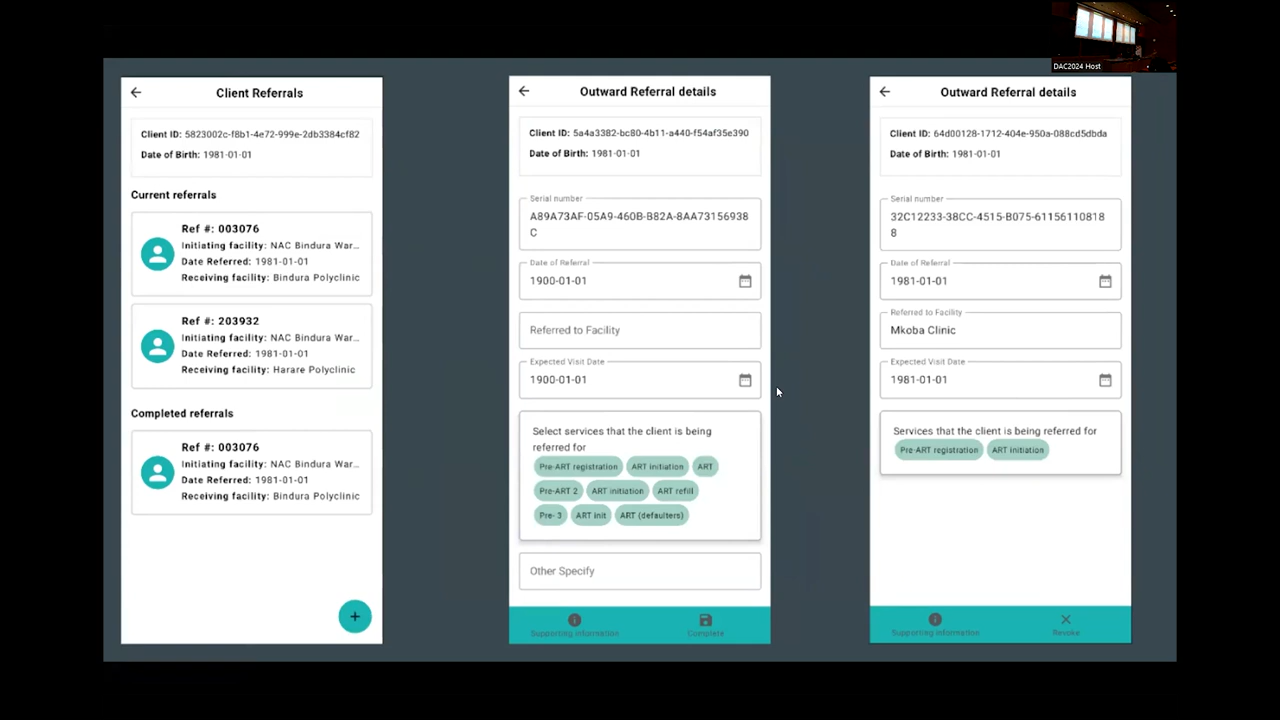 DAC2024 Host
Client Referrals
Client ID: 5823002c-f8b1-4e72-999e-2db3384cf82
Date of Birth: 1981-01-01
Current referrals
Ref #: 003076
Initiating facility: NAC Bindura War...
Date Referred: 1981-01-01
Receiving facility: Bindura Polyclinic
Ref #: 203932
Initiating facility: NAC Bindura War...
Date Referred: 1981-01-01
Receiving facility: Harare Polyclinic
Completed referrals
Ref #: 003076
Initiating facility: NAC Bindura War...
Date Referred: 1981-01-01
Receiving facility: Bindura Polyclinic
+
Outward Referral details
Client ID: 5a4a3382-bc80-4b11-a440-f54af35e390
Date of Birth: 1981-01-01
Serial number
A89A73AF-05A9-460B-B82A-8AA73156938
C
Date of Referral
1900-01-01
Referred to Facility
Expected Visit Date
1900-01-01
Select services that the client is being
referred for
Pre-ART registration ART initiation ART
Pre-ART 2 ART initiation ART refill
Pre- 3 ART init ART (defaulters)
Other Specify
Supporting information Complete
Outward Referral details
Client ID: 64d00128-1712-404e-950a-088cd5dbda
Date of Birth: 1981-01-01
Serial number
32C12233-38CC-4515-B075-61156110818
8
Date of Referral
1981-01-01
Referred to Facility
Mkoba Clinic
Expected Visit Date
1981-01-01
Services that the client is being referred for
Pre-ART registration ART initiation
Supporting information Revoke